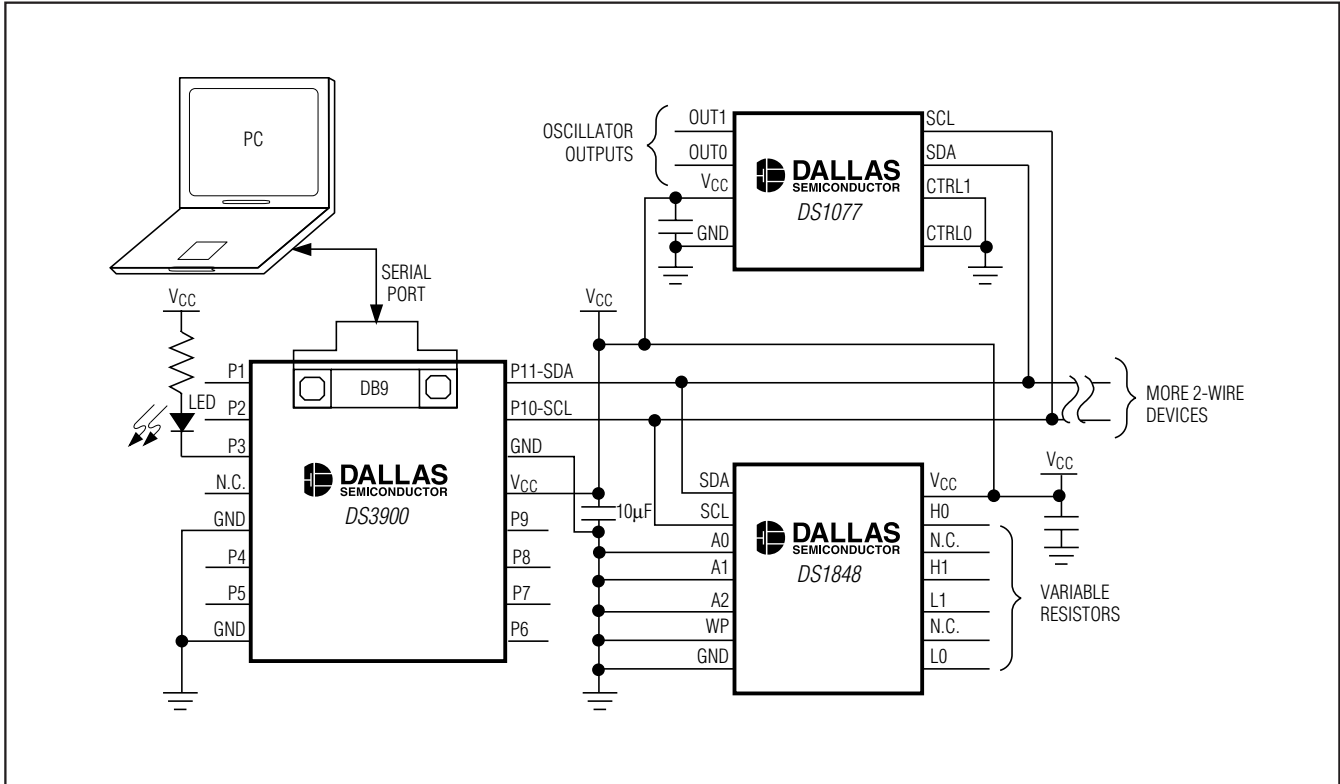 PC
SERIAL
PORT
VCC
LED
DB9
P1
P2
P3
N.C.
GND
P4
P5
GND
DALLAS
SEMICONDUCTOR
DS3900
P11-SDA
P10-SCL
GND
VCC
P9
P8
P7
P6
VCC
10µF
OSCILLATOR
OUTPUTS
OUT1
OUT0
VCC
GND
DALLAS
SEMICONDUCTOR
DS1077
SCL
SDA
CTRL1
CTRL0
MORE 2-WIRE
DEVICES
SDA
SCL
A0
A1
A2
WP
GND
DALLAS
SEMICONDUCTOR
DS1848
VCC
H0
N.C.
H1
L1
N.C.
L0
VCC
VARIABLE
RESISTORS